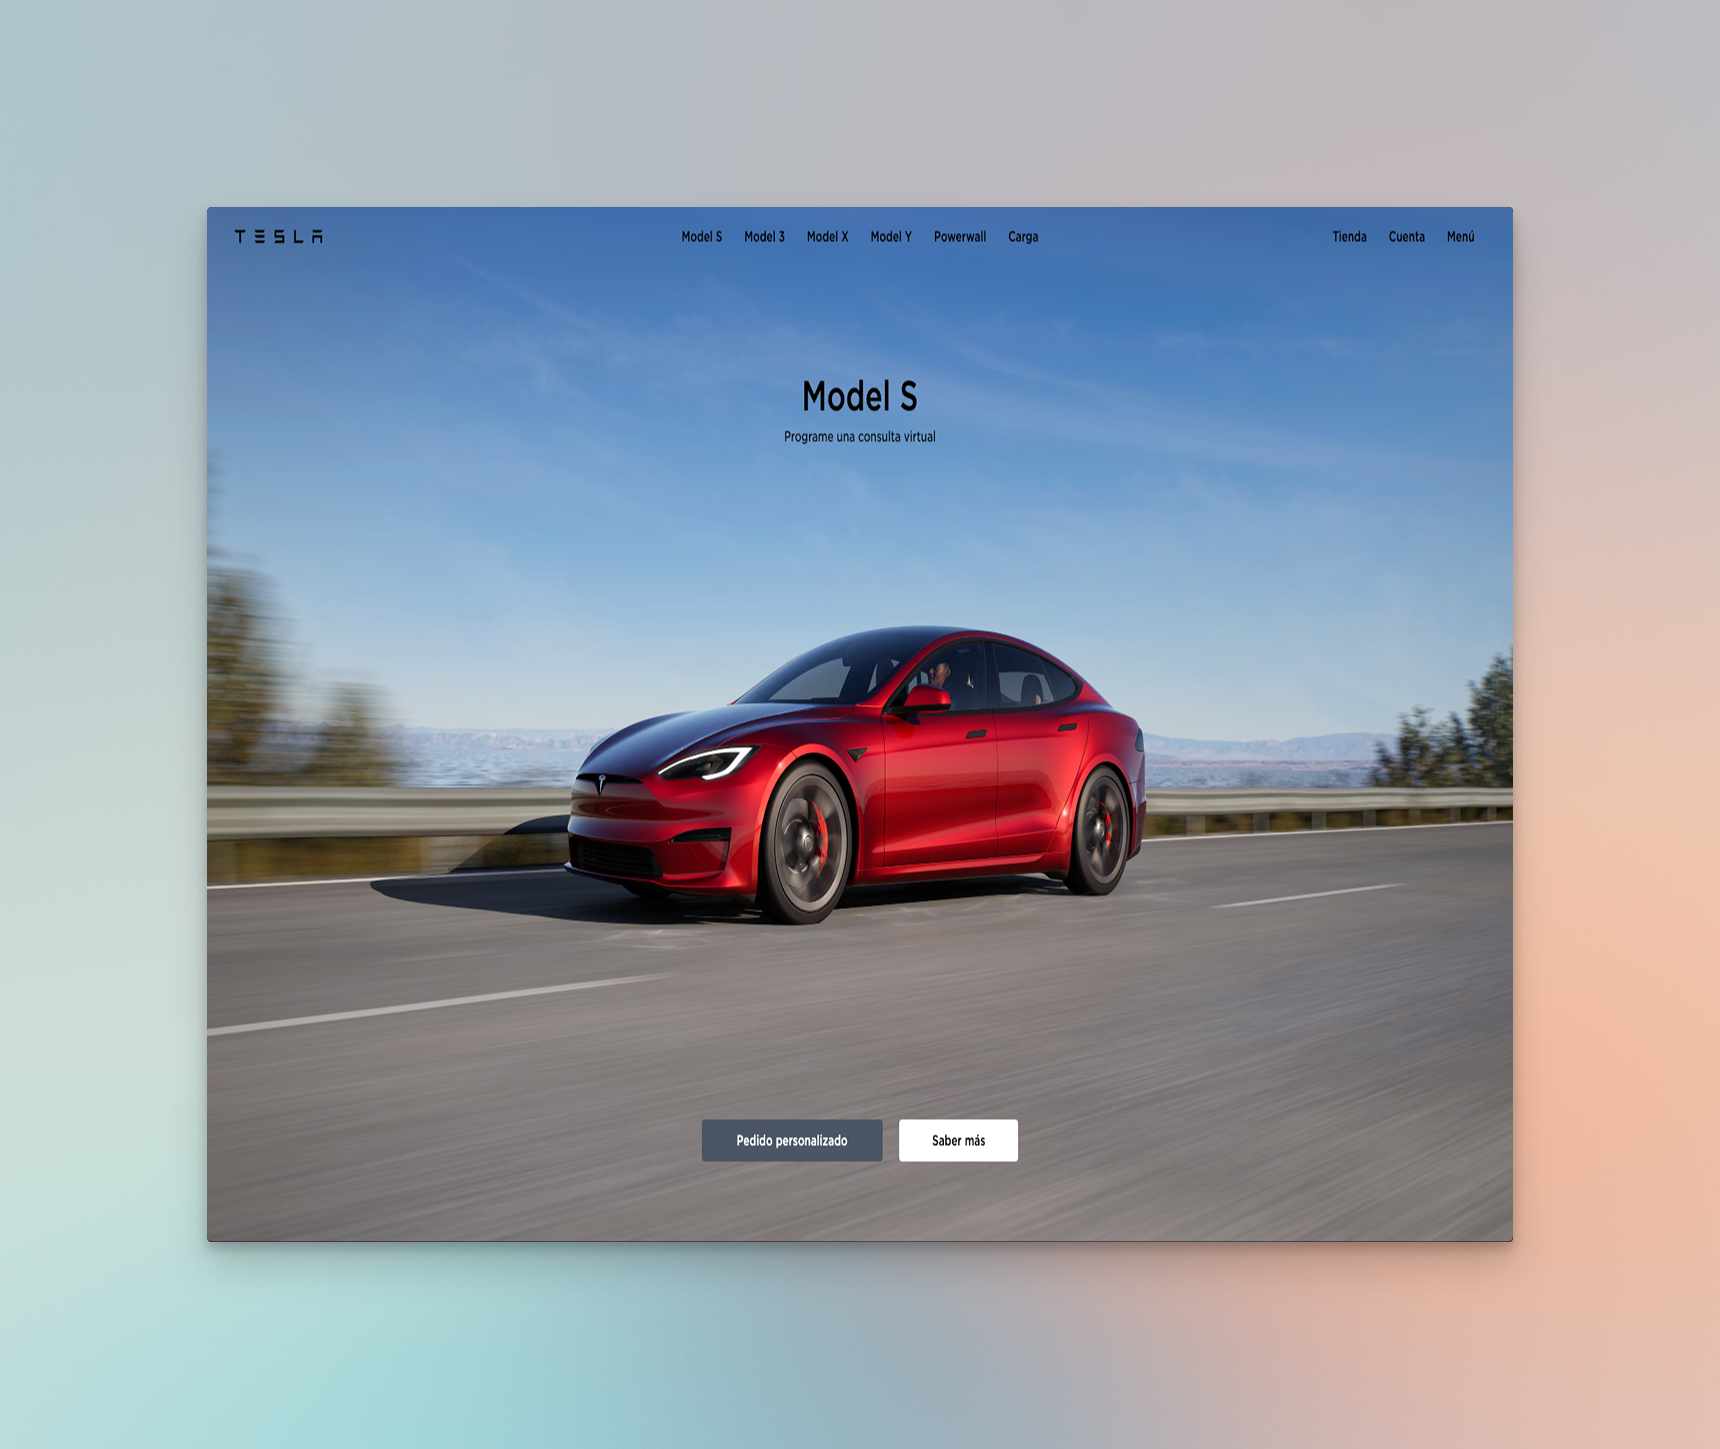 TESLA
Model S Model 3 Model X Model Y Powerwall Carga
Tienda Cuenta Menú
Model S
Programe una consulta virtual
Pedido personalizado
Saber más